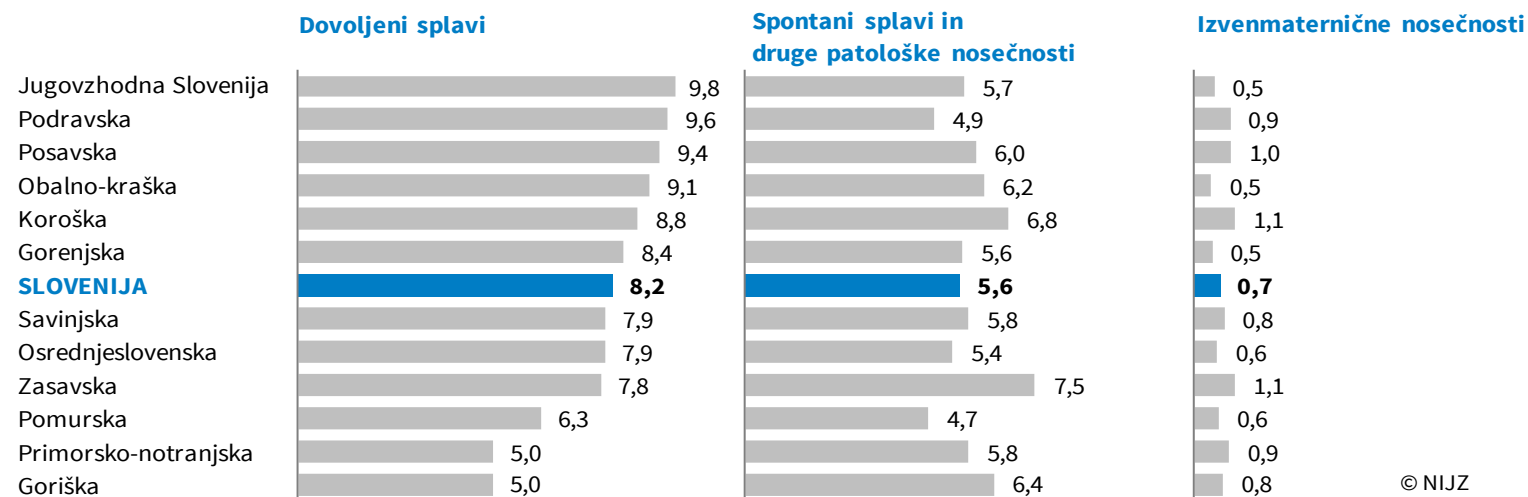 Dovoljeni splavi
Spontani splavi in
druge patološke nosečnosti
Izvenmaternične nosečnosti
Jugovzhodna Slovenija 9,8 5,7 0,5
Podravska 9,6 4,9 0,9
Posavska 9,4 6,0 1,0
Obalno-kraška 9,1 6,2 0,5
Koroška 8,8 6,8 1,1
Gorenjska 8,4 5,6 0,5
SLOVENIJA 8,2 5,6 0,7
Savinjska 7,9 5,8 0,8
Osrednjeslovenska 7,9 5,4 0,6
Zasavska 7,8 7,5 1,1
Pomurska 6,3 4,7 0,6
Primorsko-notranjska 5,0 5,8 0,9
Goriška 5,0 6,4 0,8 © NIJZ